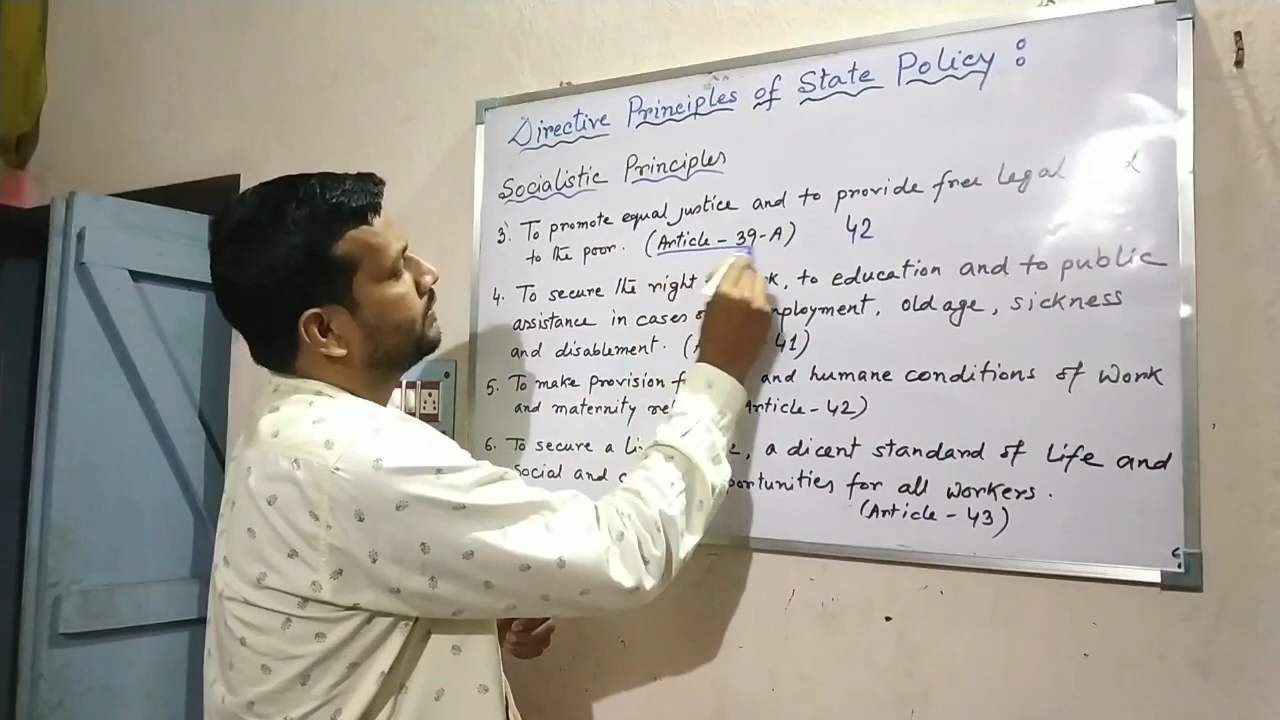 Directive Principles of State Policy :
Socialistic Principles
3. To promote equal justice and to provide free legal
to the poor. (Article - 39-A) 42
4. To secure the right , to education and to public
assistance in cases nployment, old age, sickness
and disablement. ( 41)
5. To make provision f and humane conditions of work
and maternity rel rticle - 42)
6. To secure a Li , a dicent standard of Life and
Social and c portunities for all workers.
(Article - 43)